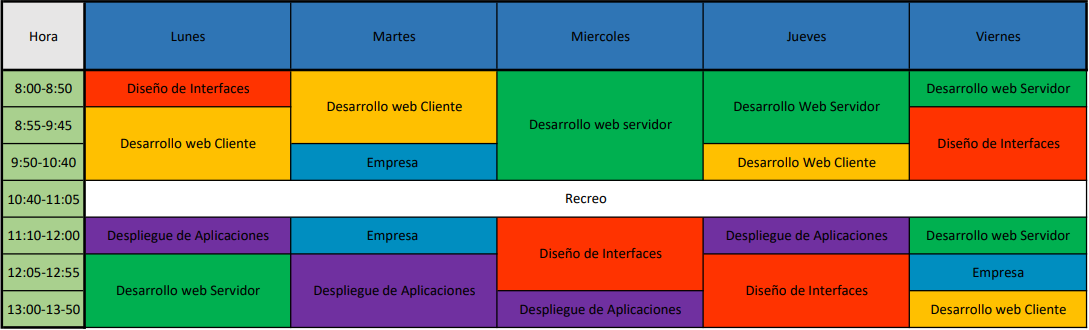 Hora Lunes Martes Miercoles Jueves Viernes
8:00-8:50 Diseño de Interfaces Desarrollo web Cliente Desarrollo web servidor Desarrollo Web Servidor Desarrollo web Servidor
8:55-9:45 Desarrollo web Cliente Diseño de Interfaces
9:50-10:40 Empresa Desarrollo Web Cliente
10:40-11:05 Recreo
11:10-12:00 Despliegue de Aplicaciones Empresa Diseño de Interfaces Despliegue de Aplicaciones Desarrollo web Servidor
12:05-12:55 Desarrollo web Servidor Despliegue de Aplicaciones Diseño de Interfaces Empresa
13:00-13-50 Despliegue de Aplicaciones Desarrollo web Cliente